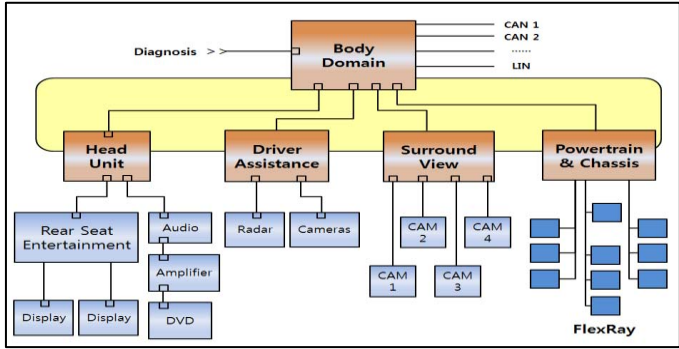 Body
Domain
Diagnosis
CAN 1
CAN 2
......
LIN
Head
Unit
Driver
Assistance
Surround
View
Powertrain
& Chassis
Rear Seat
Entertainment
Audio
Radar
Cameras
CAM
2
CAM
4
Amplifier
CAM
1
CAM
3
Display
Display
DVD
FlexRay